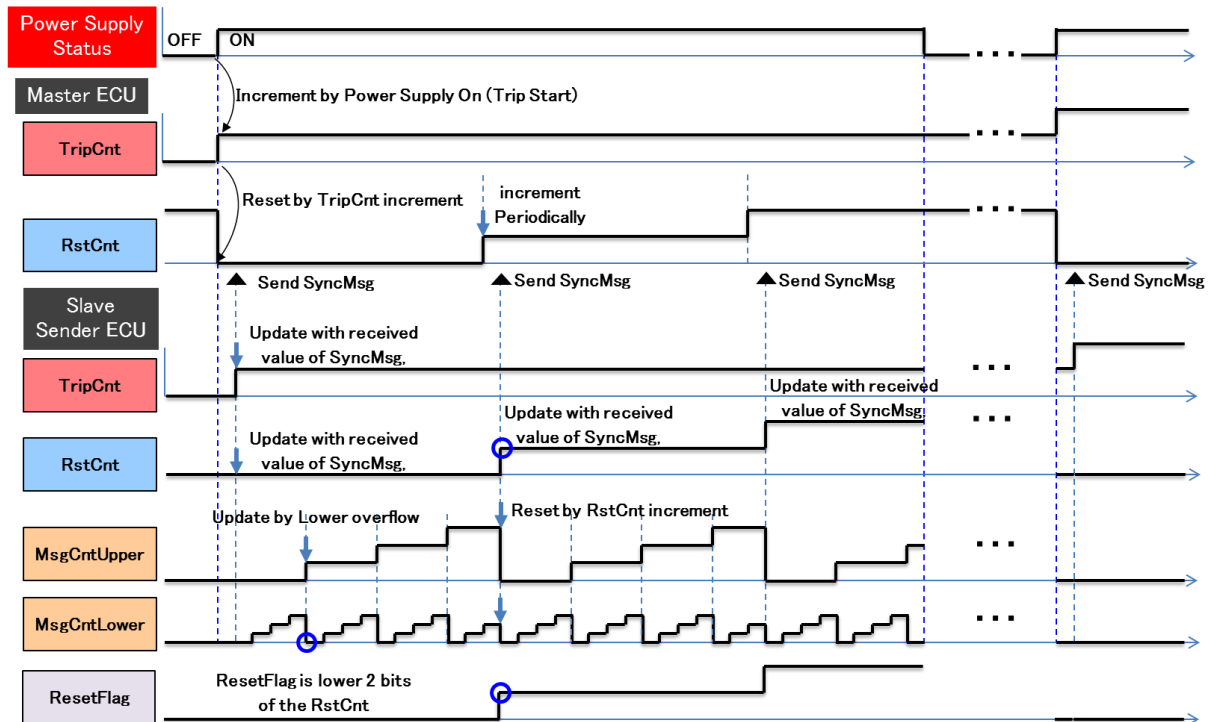 Power Supply
Status
OFF
ON
Master ECU
Increment by Power Supply On (Trip Start)
TripCnt
Reset by TripCnt increment
increment
Periodically
RstCnt
Send SyncMsg
Send SyncMsg
Send SyncMsg
Send SyncMsg
Slave
Sender ECU
Update with received
value of SyncMsg.
TripCnt
Update with received
value of SyncMsg.
Update with received
value of SyncMsg.
Update with received
value of SyncMsg.
RstCnt
Update by Lower overflow
Reset by RstCnt increment
MsgCntUpper
MsgCntLower
ResetFlag
ResetFlag is lower 2 bits
of the RstCnt